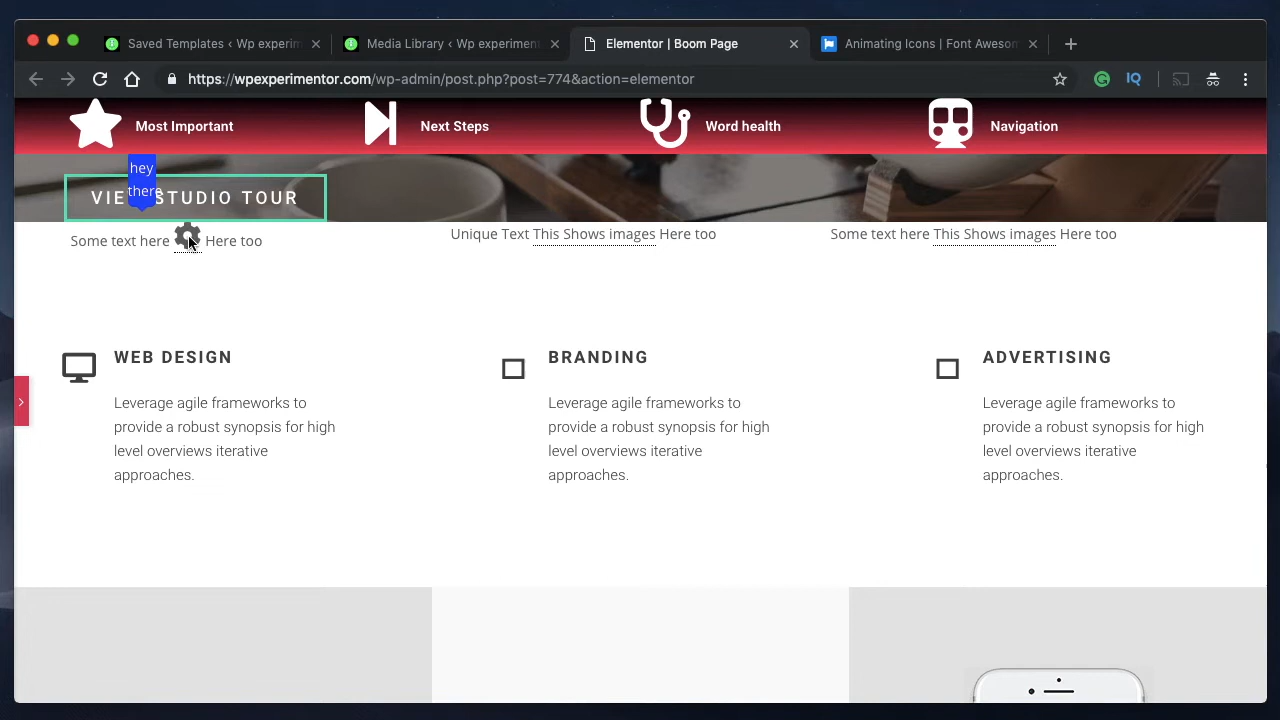 Saved Templates ‹ Wp experim
Media Library ‹ Wp experiment
Elementor | Boom Page
Animating Icons | Font Awesom
https://wpexperimentor.com/wp-admin/post.php?post=774&action=elementor
IQ
Most Important
Next Steps
Word health
Navigation
hey
there
VIE STUDIO TOUR
Some text here
Here too
Unique Text This Shows images Here too
Some text here This Shows images Here too
WEB DESIGN
BRANDING
ADVERTISING
Leverage agile frameworks to
provide a robust synopsis for high
level overviews iterative
approaches.
Leverage agile frameworks to
provide a robust synopsis for high
level overviews iterative
approaches.
Leverage agile frameworks to
provide a robust synopsis for high
level overviews iterative
approaches.